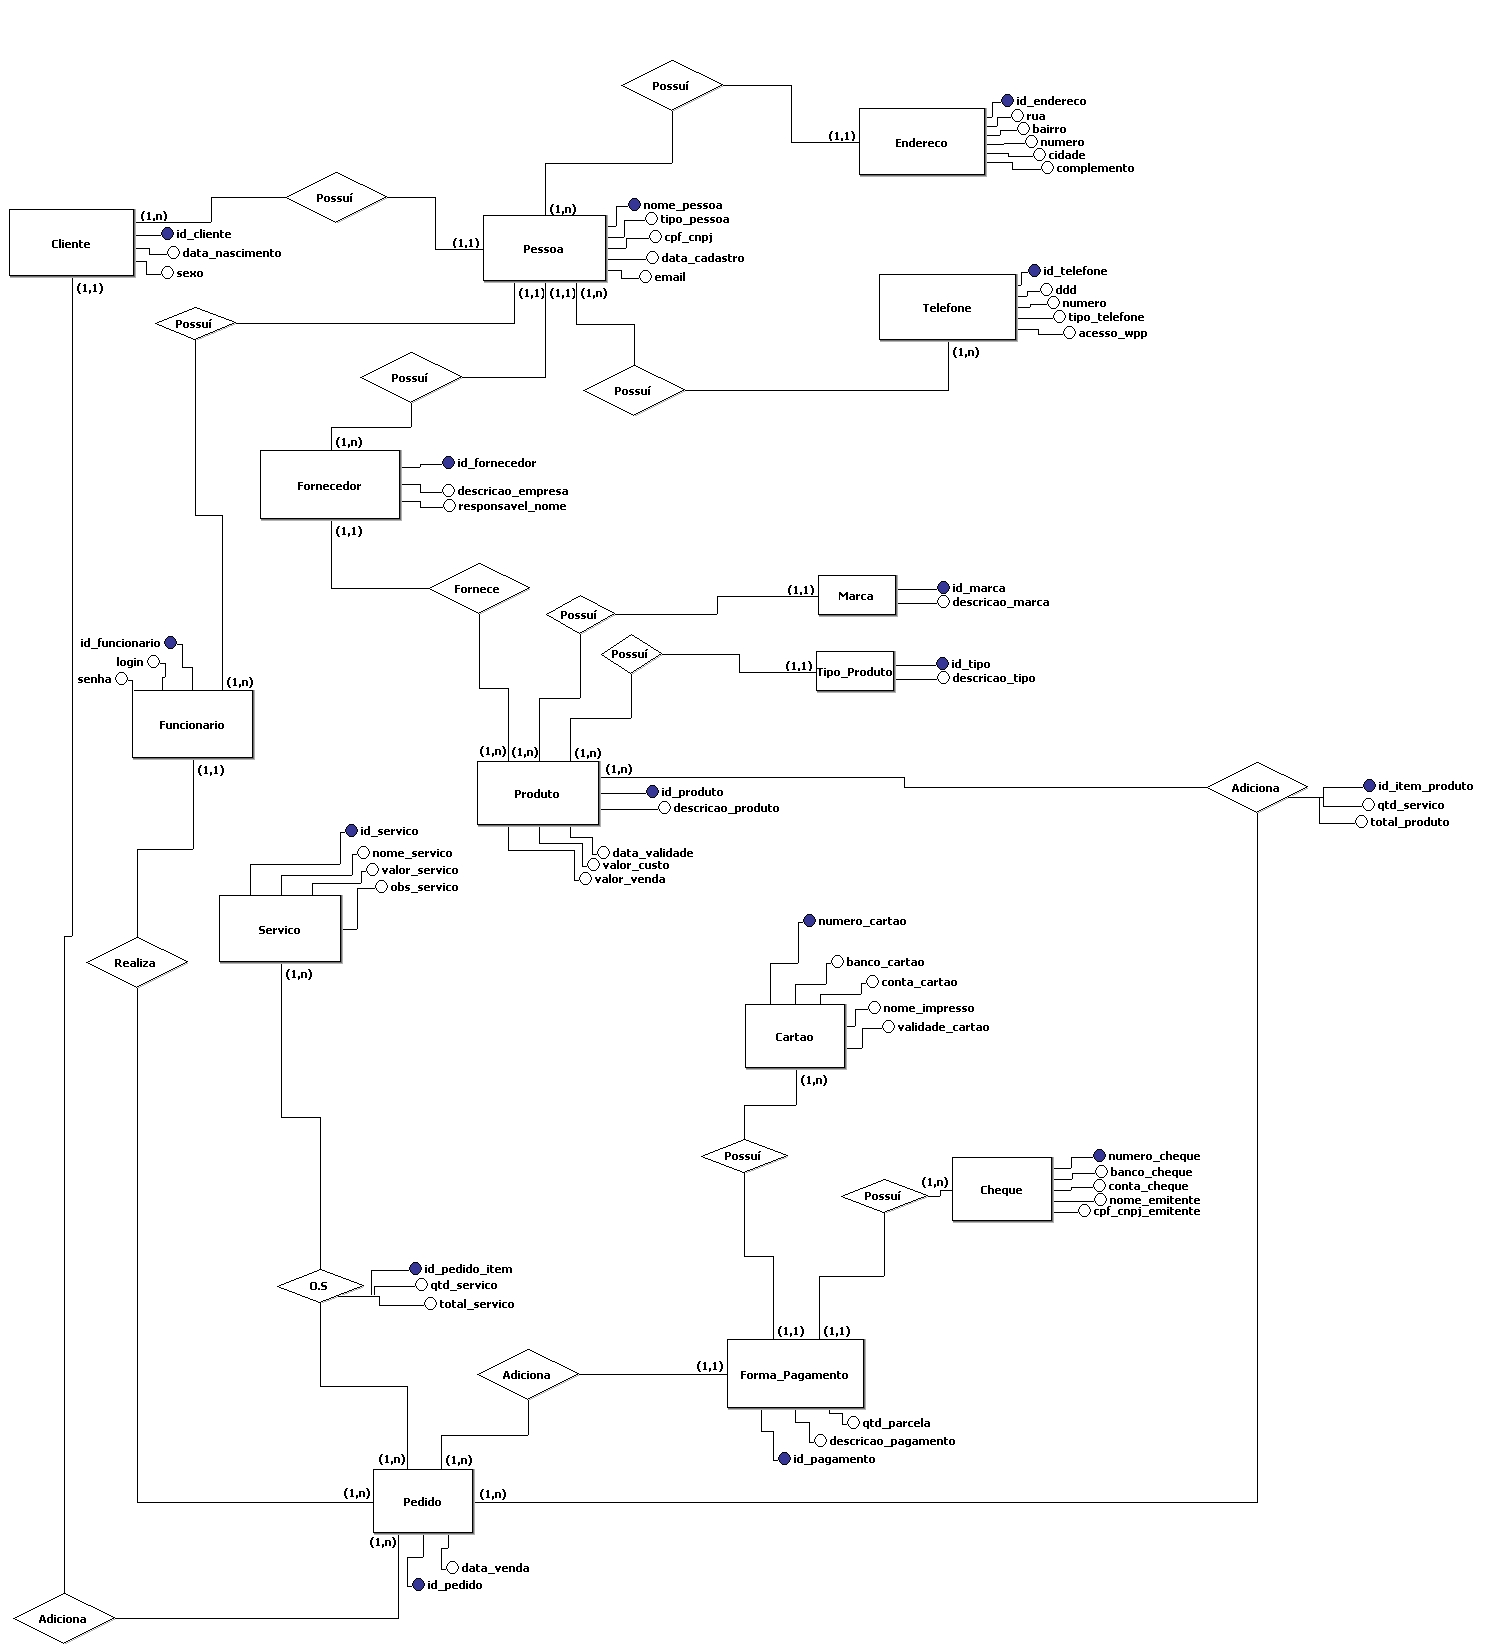 Possuí
Endereco
(1,1)
id_endereco
rua
bairro
numero
cidade
complemento
Cliente
(1,n)
id_cliente
data_nascimento
sexo
(1,1)
Possuí
(1,1)
Pessoa
(1,n)
nome_pessoa
tipo_pessoa
cpf_cnpj
data_cadastro
email
(1,1)
(1,1)
(1,n)
Telefone
id_telefone
ddd
numero
tipo_telefone
acesso_wpp
(1,n)
Possuí
Possuí
Possuí
(1,n)
Fornecedor
id_fornecedor
descricao_empresa
responsavel_nome
(1,1)
Fornece
Possuí
(1,1)
Marca
id_marca
descricao_marca
Possuí
(1,1)
Tipo_Produto
id_tipo
descricao_tipo
id_funcionario
login
senha
(1,n)
Funcionario
(1,1)
(1,n)
(1,n)
(1,n)
(1,n)
Produto
id_produto
descricao_produto
data_validade
valor_custo
valor_venda
Adiciona
id_item_produto
qtd_servico
total_produto
id_servico
nome_servico
valor_servico
obs_servico
Servico
(1,n)
Realiza
numero_cartao
banco_cartao
conta_cartao
nome_impresso
validade_cartao
Cartao
(1,n)
Possuí
Possuí
(1,n)
Cheque
numero_cheque
banco_cheque
conta_cheque
nome_emitente
cpf_cnpj_emitente
O.S
id_pedido_item
qtd_servico
total_servico
(1,1)
(1,1)
Adiciona
(1,1)
Forma_Pagamento
qtd_parcela
descricao_pagamento
id_pagamento
(1,n)
(1,n)
(1,n)
Pedido
(1,n)
(1,n)
data_venda
id_pedido
Adiciona